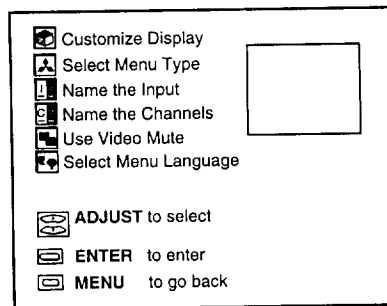 Customize Display
Select Menu Type
Name the Input
Name the Channels
Use Video Mute
Select Menu Language
ADJUST to select
ENTER to enter
MENU to go back